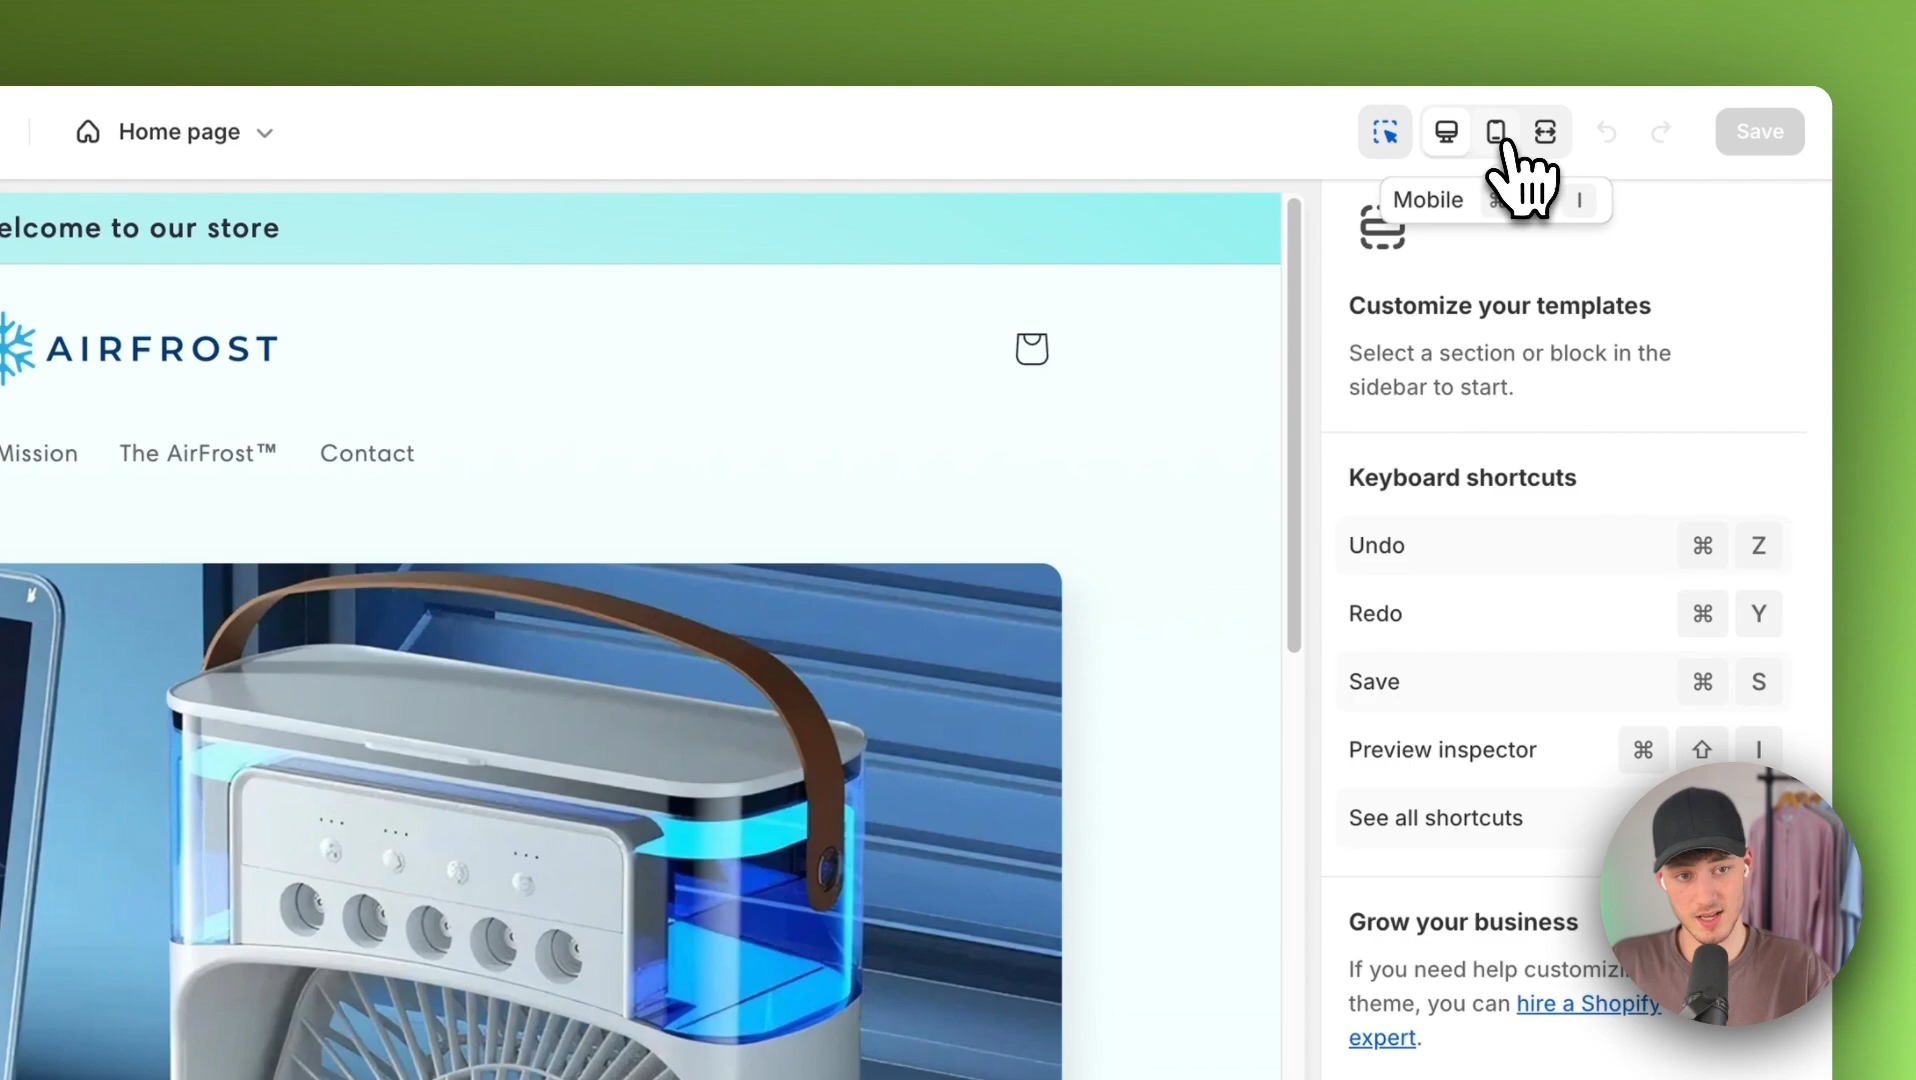 Home page
Save
Mobile ⌘ I
elcome to our store
AIRFROST
Mission The AirFrost™ Contact
Customize your templates
Select a section or block in the
sidebar to start.
Keyboard shortcuts
Undo ⌘ Z
Redo ⌘ Y
Save ⌘ S
Preview inspector ⌘ ⇧ I
See all shortcuts
Grow your business
If you need help customizi
theme, you can hire a Shopify
expert.